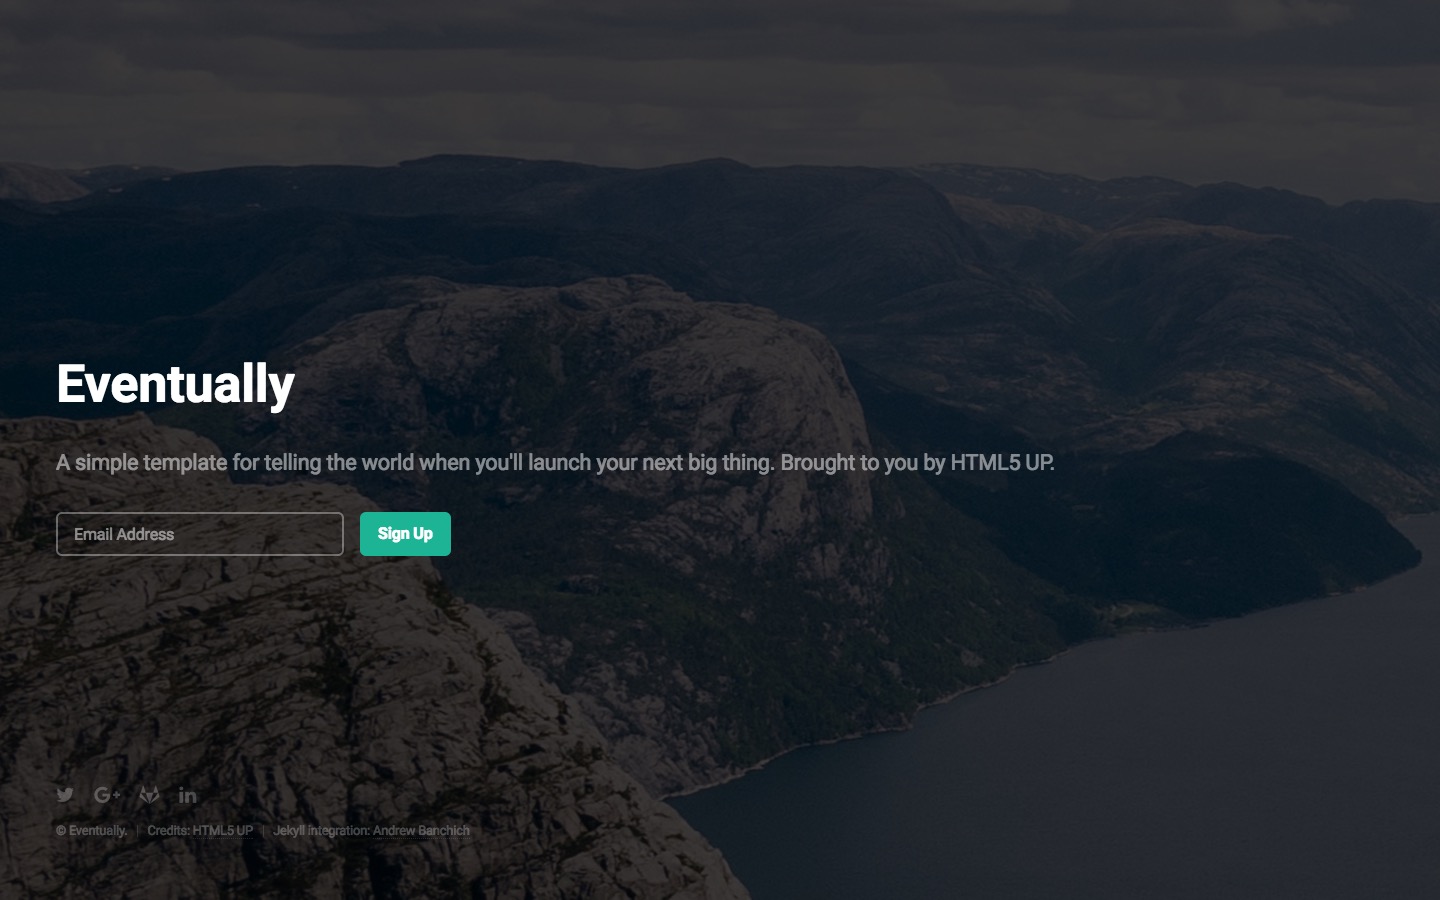 Eventually
A simple template for telling the world when you'll launch your next big thing. Brought to you by HTML5 UP.
Email Address
Sign Up
© Eventually. | Credits: HTML5 UP | Jekyll integration: Andrew Banchich